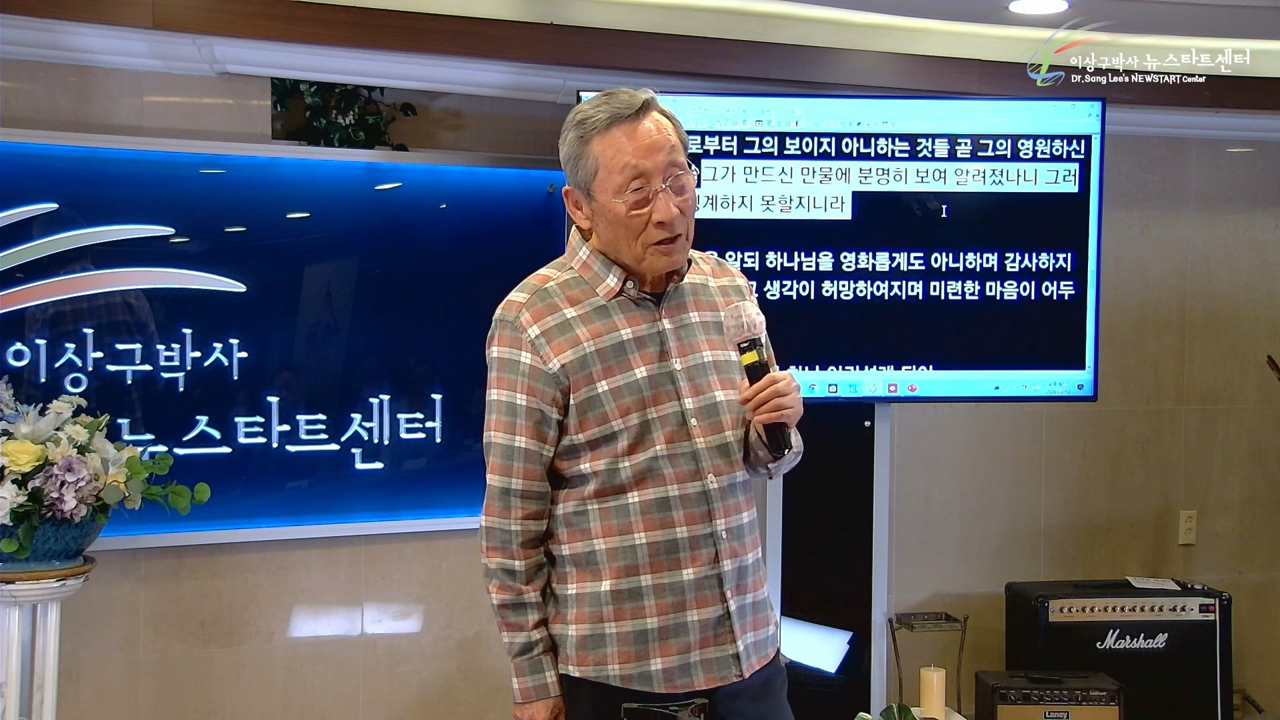 이상구박사 뉴스타트센터
Dr. Sang Lee's NEWSTART Center
로부터 그의 보이지 아니하는 것들 곧 그의 영원하신
그가 만드신 만물에 분명히 보여 알려졌나니 그러
계하지 못할지니라
알되 하나님을 영화롭게도 아니하며 감사하지
생각이 허망하여지며 미련한 마음이 어두
이상구박사
뉴스타트센터
Marshall
Laney